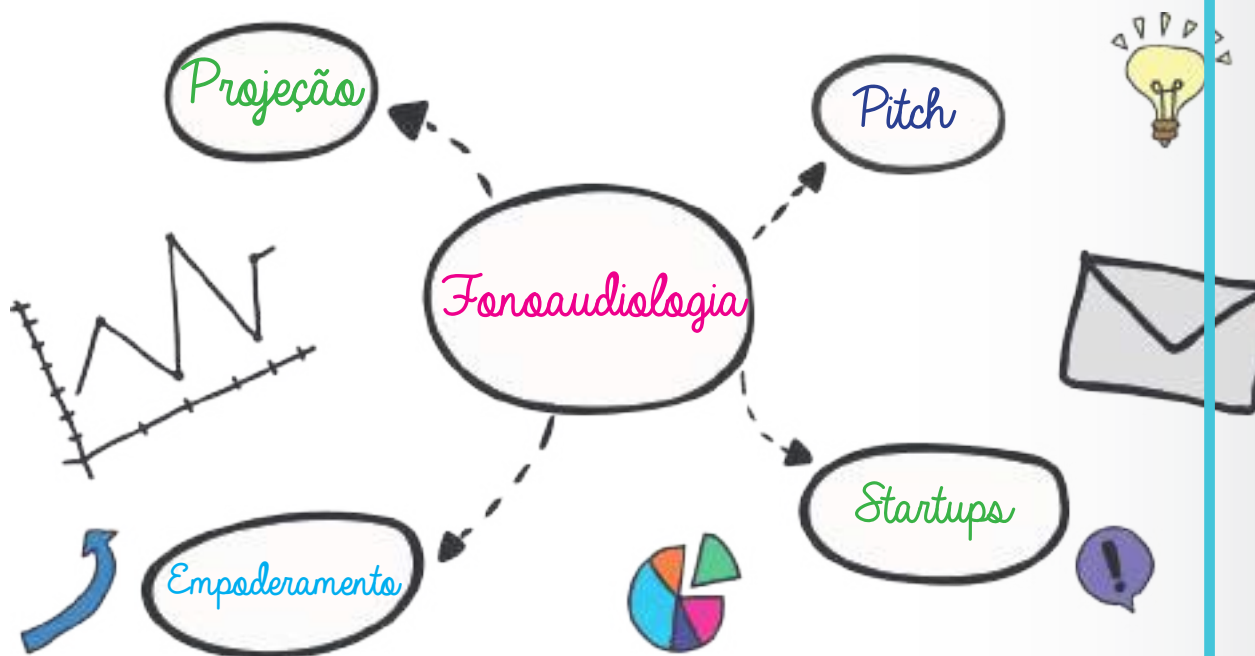 Projeção
Pitch
Fonoaudiologia
Startups
Empoderamento